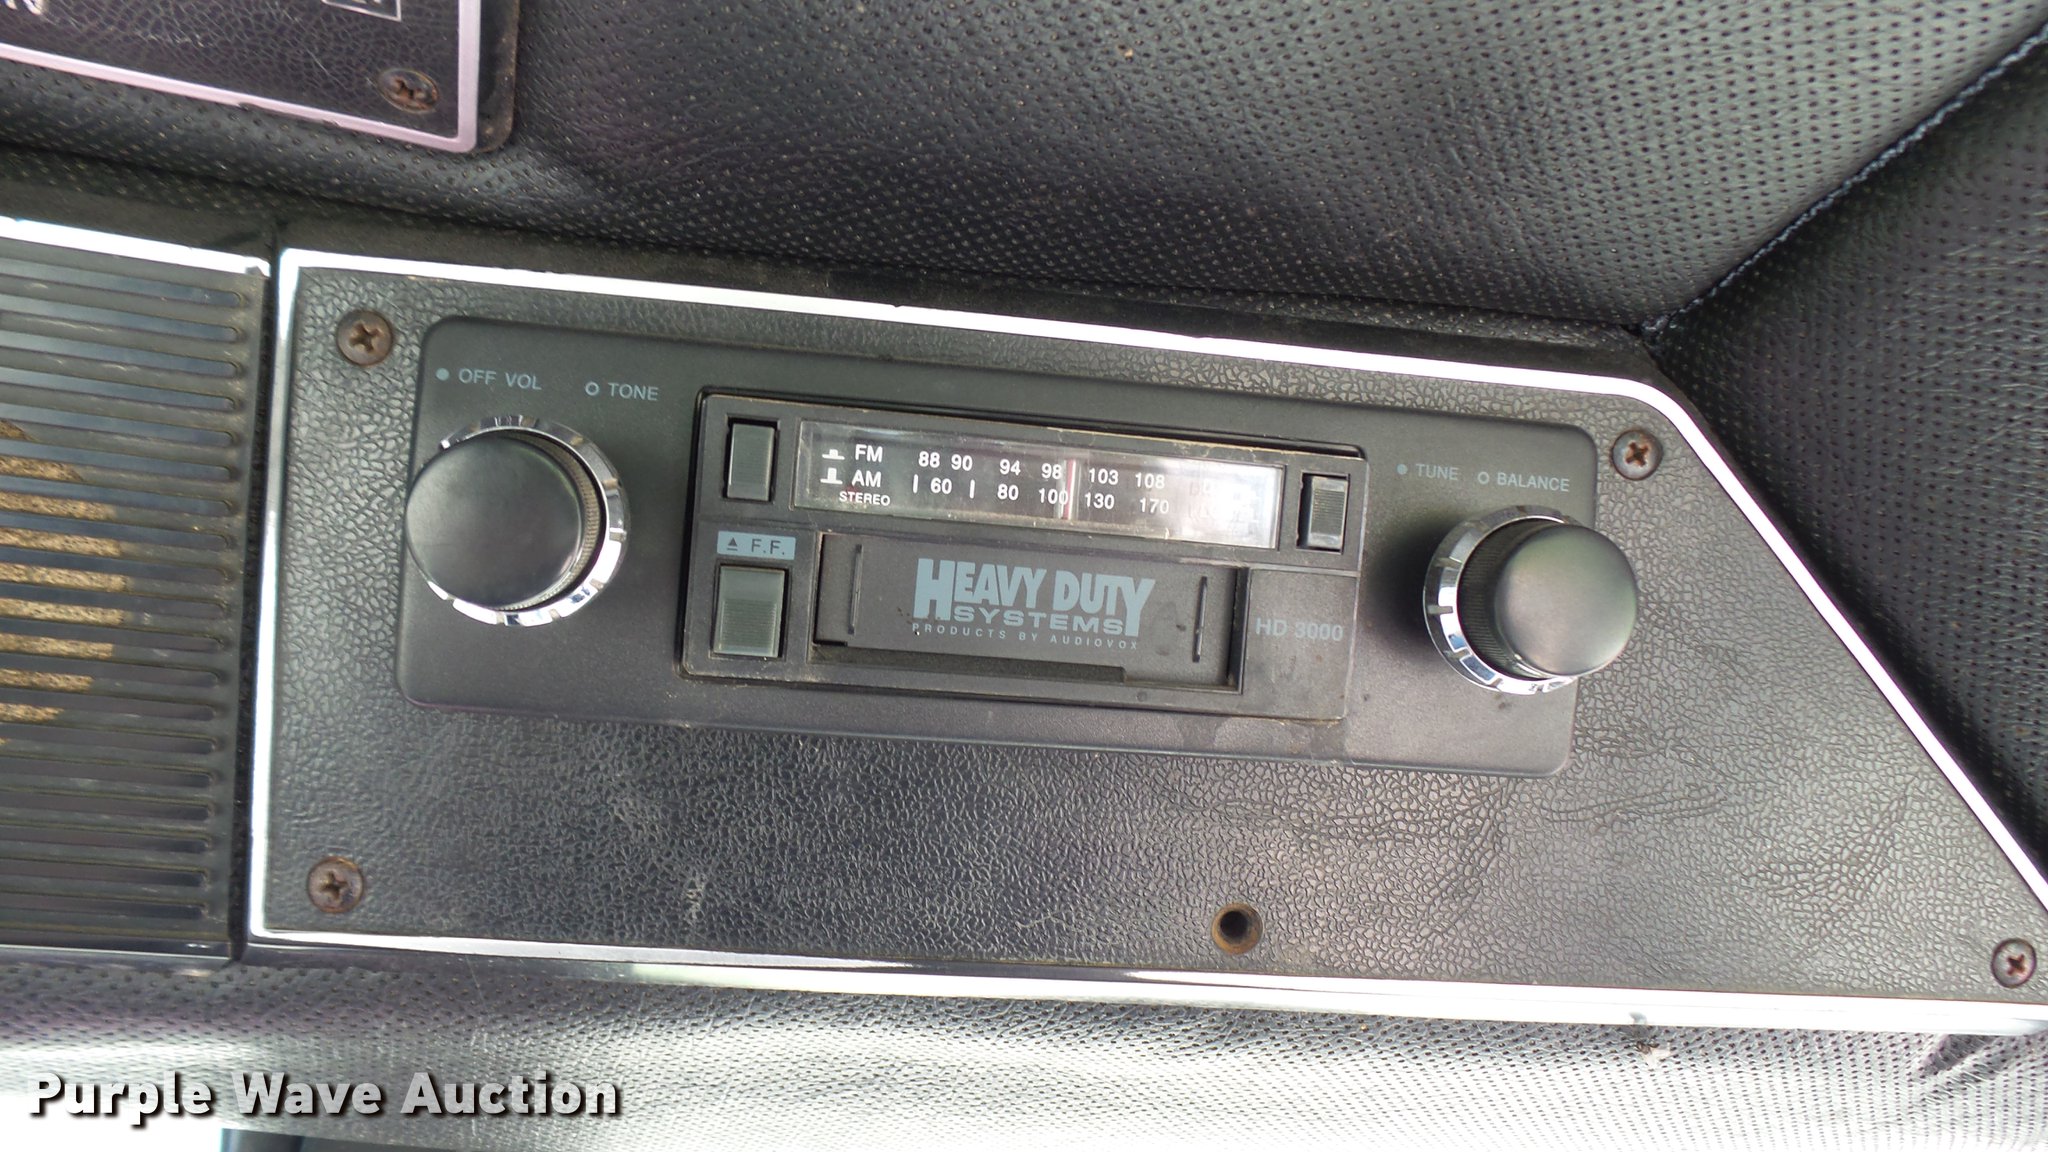 OFF VOL
TONE
FM 88 90 94 98 103 108
AM 60 80 100 130 170
STEREO
TUNE
BALANCE
F.F.
HEAVY DUTY
SYSTEMS
PRODUCTS BY AUDIOVOX
HD 3000
Purple Wave Auction